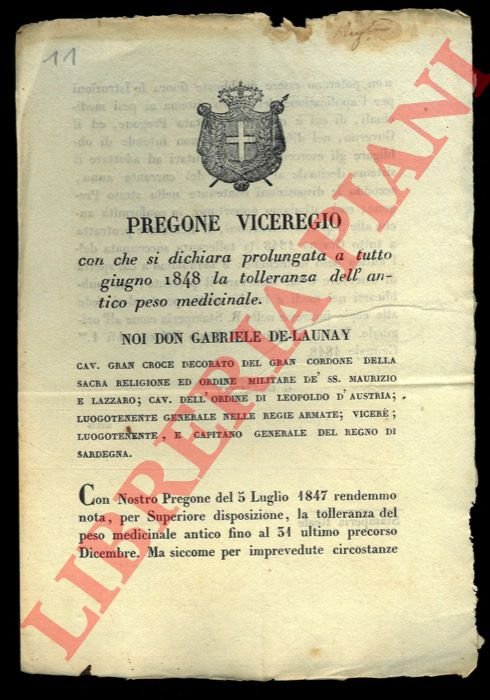 11
PREGONE VICEREGIO
con che si dichiara prolungata a tutto
giugno 1848 la tolleranza dell'an-
tico peso medicinale.
NOI DON GABRIELE DE-LAUNAY
CAV. GRAN CROCE DECORATO DEL GRAN CORDONE DELLA
SACRA RELIGIONE ED ORDINE MILITARE DE' SS. MAURIZIO
E LAZZARO; CAV. DELL'ORDINE DI LEOPOLDO D'AUSTRIA;
LUOGOTENENTE GENERALE NELLE REGIE ARMATE; VICERÈ;
LUOGOTENENTE, E CAPITANO GENERALE DEL REGNO DI
SARDEGNA.
Con Nostro Pregone del 5 Luglio 1847 rendemmo
nota, per Superiore disposizione, la tolleranza del
peso medicinale antico fino al 31 ultimo precorso
Dicembre. Ma siccome per imprevedute circostanze
LIBRERIA PIANI